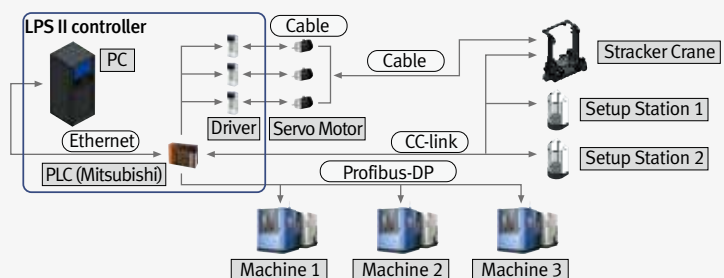 LPS II controller
PC
Cable
Cable
Stracker Crane
Driver
Servo Motor
Setup Station 1
Ethernet
CC-link
PLC (Mitsubishi)
Setup Station 2
Profibus-DP
Machine 1
Machine 2
Machine 3